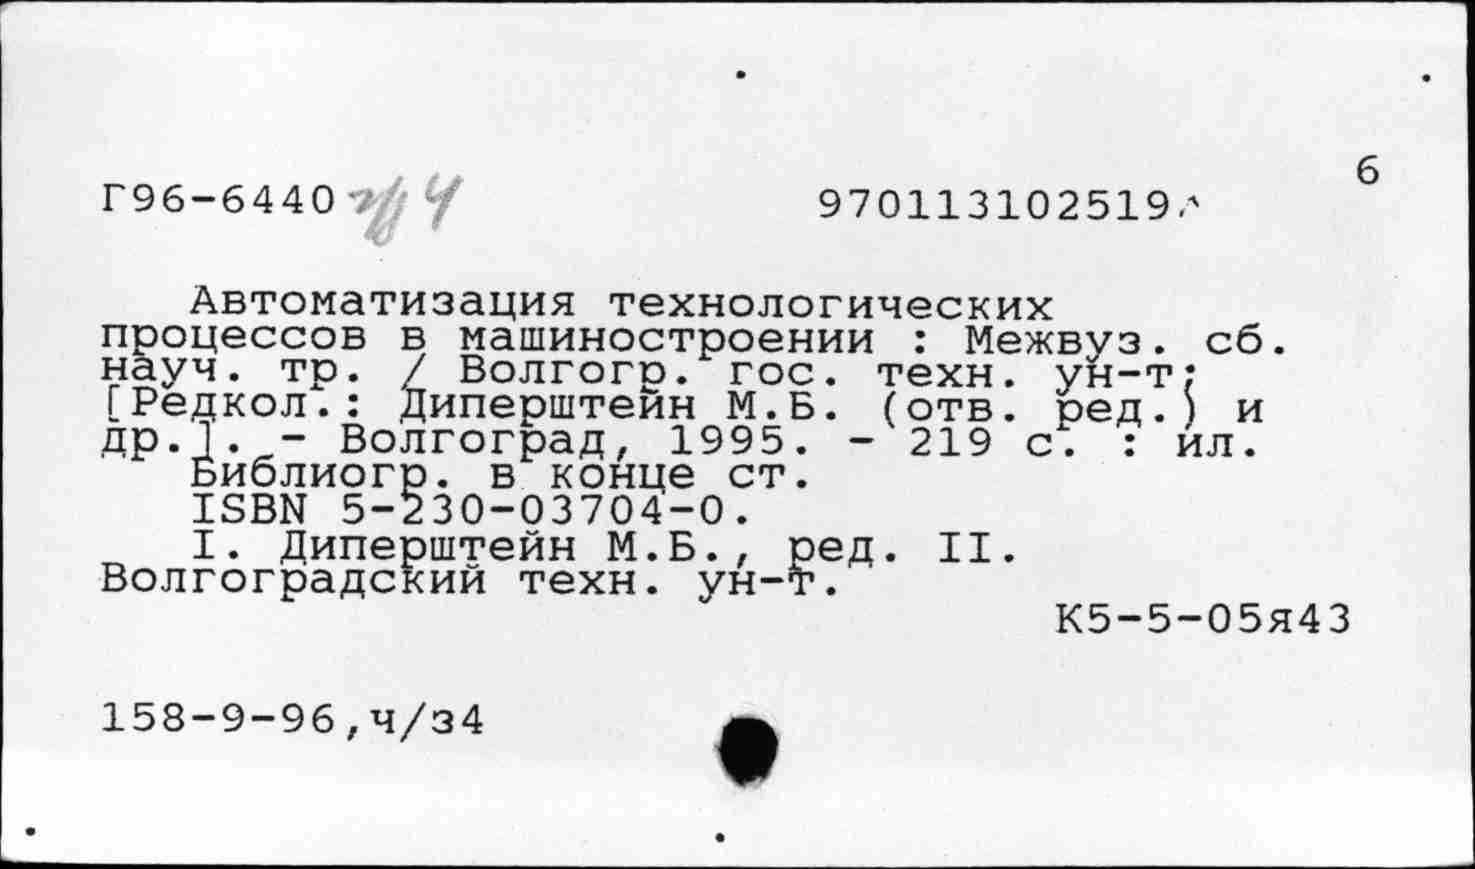 6
Г96-6440 970113102519
Автоматизация технологических
процессов в машиностроении : Межвуз. сб.
науч. тр. / Волгогр. гос. техн. ун-т;
[Редкол.: Диперштейн М.Б. (отв. ред.) и
др.]. - Волгоград, 1995. - 219 с. : ил.
Библиогр. в конце ст.
ISBN 5-230-03704-0.
I. Диперштейн М.Б., ред. II.
Волгоградский техн. ун-т.
К5-5-05я43
158-9-96,ч/з4